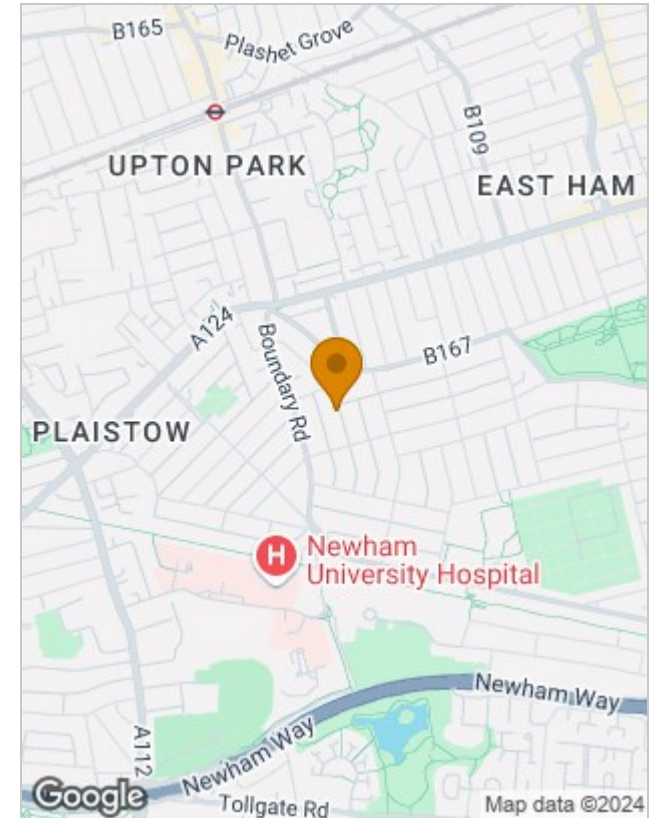 B165
Plashet Grove
B109
UPTON PARK
EAST HAM
A124
Boundary Rd
B167
PLAISTOW
H
Newham
University Hospital
Newham Way
A112
Newham Way
Tollgate Rd
Google
Map data ©2024